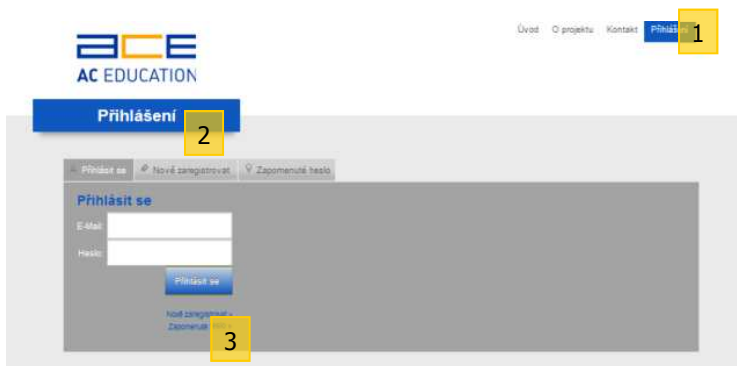 ace
AC EDUCATION
Úvod O projektu Kontakt Přihlášení
1
Přihlášení
2
Přihlásit se Nově zaregistrovat Zapomenuté heslo
Přihlásit se
E-Mail:
Heslo:
Přihlásit se
Nově zaregistrovat »
Zapomenuté
3